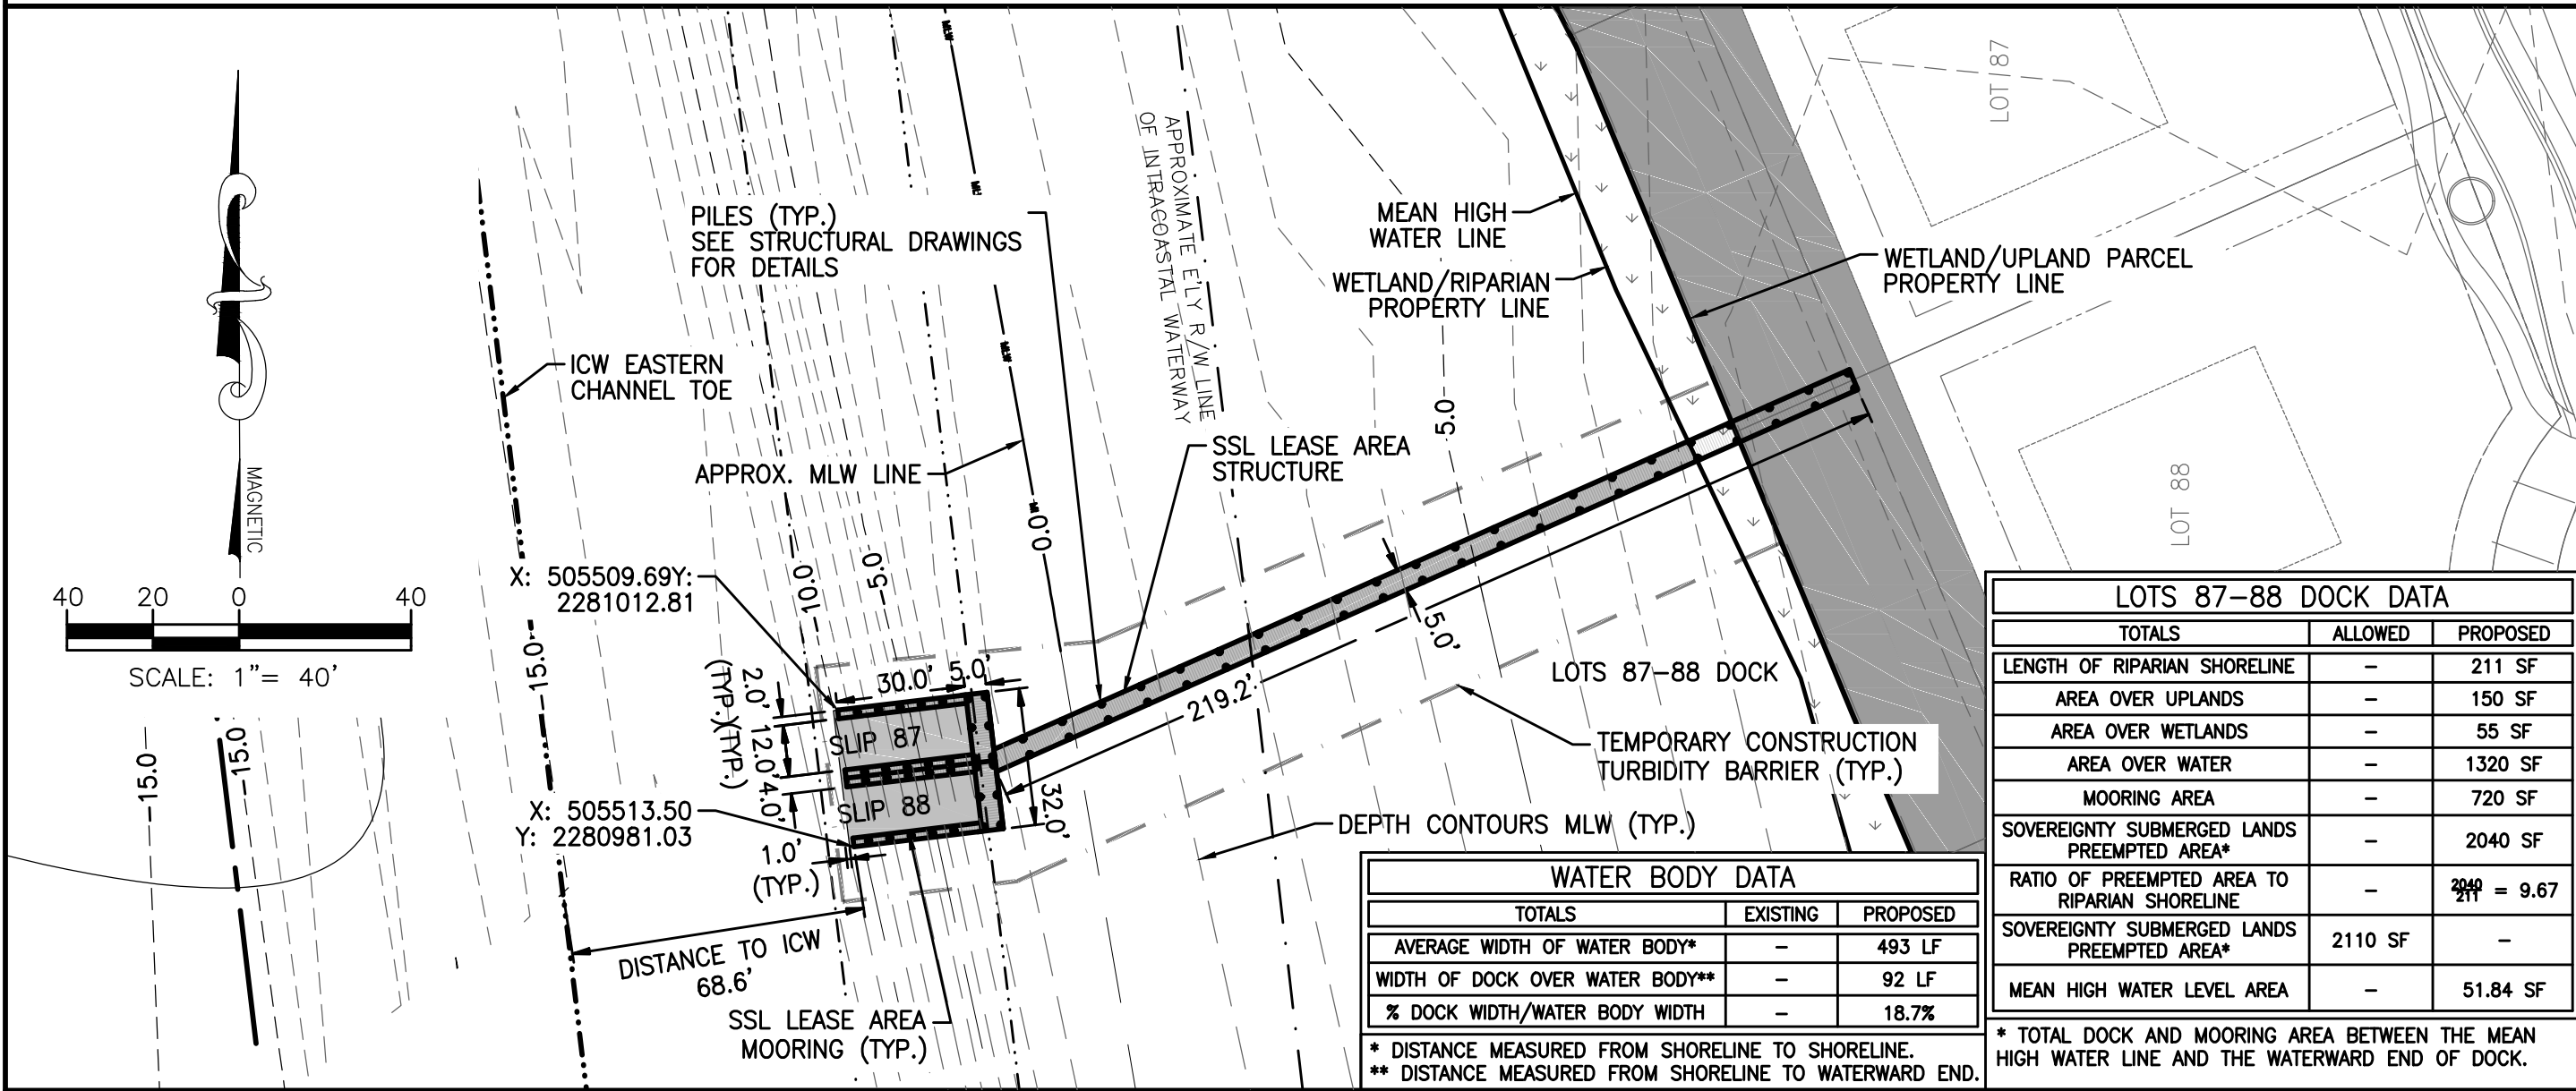 LOT 87
MLW
MLW
MLW
APPROXIMATE E'LY R/W LINE
OF INTRACOASTAL WATERWAY
PILES (TYP.)
SEE STRUCTURAL DRAWINGS
FOR DETAILS
MEAN HIGH
WATER LINE
WETLAND/RIPARIAN
PROPERTY LINE
WETLAND/UPLAND PARCEL
PROPERTY LINE
ICW EASTERN
CHANNEL TOE
MAGNETIC
APPROX. MLW LINE
SSL LEASE AREA
STRUCTURE
5.0
0.0
-5.0
10.0
-15.0
LOT 88
40 20 0 40
SCALE: 1"= 40'
X: 505509.69Y:
2281012.81
2.0'
(TYP.)
30.0'
5.0'
12.0'
(TYP.)
4.0'
SLIP 87
SLIP 88
32.0'
219.2'
5.0'
LOTS 87-88 DOCK
X: 505513.50
Y: 2280981.03
1.0'
(TYP.)
-15.0
-15.0
TEMPORARY CONSTRUCTION
TURBIDITY BARRIER (TYP.)
DEPTH CONTOURS MLW (TYP.)
DISTANCE TO ICW
68.6'
SSL LEASE AREA
MOORING (TYP.)
WATER BODY DATA
TOTALS EXISTING PROPOSED
AVERAGE WIDTH OF WATER BODY* - 493 LF
WIDTH OF DOCK OVER WATER BODY** - 92 LF
% DOCK WIDTH/WATER BODY WIDTH - 18.7%
* DISTANCE MEASURED FROM SHORELINE TO SHORELINE.
** DISTANCE MEASURED FROM SHORELINE TO WATERWARD END.
LOTS 87-88 DOCK DATA
TOTALS ALLOWED PROPOSED
LENGTH OF RIPARIAN SHORELINE - 211 SF
AREA OVER UPLANDS - 150 SF
AREA OVER WETLANDS - 55 SF
AREA OVER WATER - 1320 SF
MOORING AREA - 720 SF
SOVEREIGNTY SUBMERGED LANDS
PREEMPTED AREA* - 2040 SF
RATIO OF PREEMPTED AREA TO
RIPARIAN SHORELINE - 2040/211 = 9.67
SOVEREIGNTY SUBMERGED LANDS
PREEMPTED AREA* 2110 SF -
MEAN HIGH WATER LEVEL AREA - 51.84 SF
* TOTAL DOCK AND MOORING AREA BETWEEN THE MEAN
HIGH WATER LINE AND THE WATERWARD END OF DOCK.